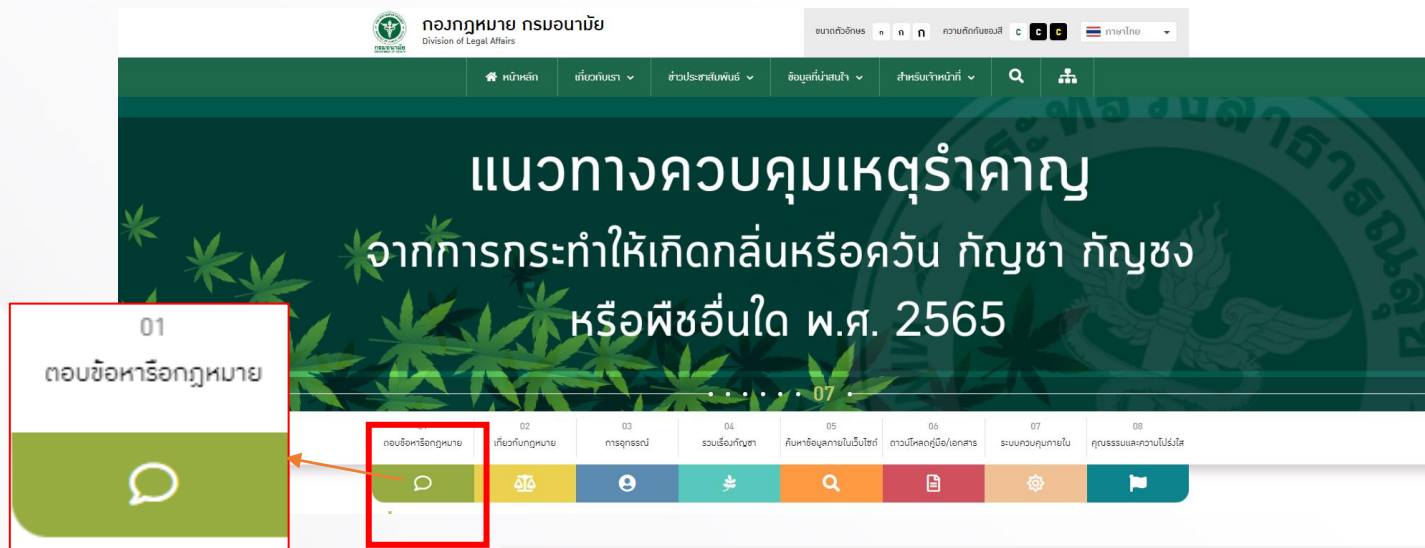 กองกฎหมาย กรมอนามัย
Division of Legal Affairs
ขนาดตัวอักษร ก ก ก ความตัดกันของสี C C C ภาษาไทย
หน้าหลัก เกี่ยวกับเรา ข่าวประชาสัมพันธ์ ข้อมูลที่น่าสนใจ สำหรับเจ้าหน้าที่
แนวทางควบคุมเหตุรำคาญ
จากการกระทำให้เกิดกลิ่นหรือควัน กัญชา กัญชง
หรือพืชอื่นใด พ.ศ. 2565
07
01
ตอบข้อหารือกฎหมาย
02 03 04 05 06 07 08
ตอบข้อหารือกฎหมาย เกี่ยวกับกฎหมาย การอุทธรณ์ รวมเรื่องกัญชา ค้นหาข้อมูลภายในเว็บไซต์ ดาวน์โหลดคู่มือ/เอกสาร ระบบควบคุมภายใน คุณธรรมและความโปร่งใส